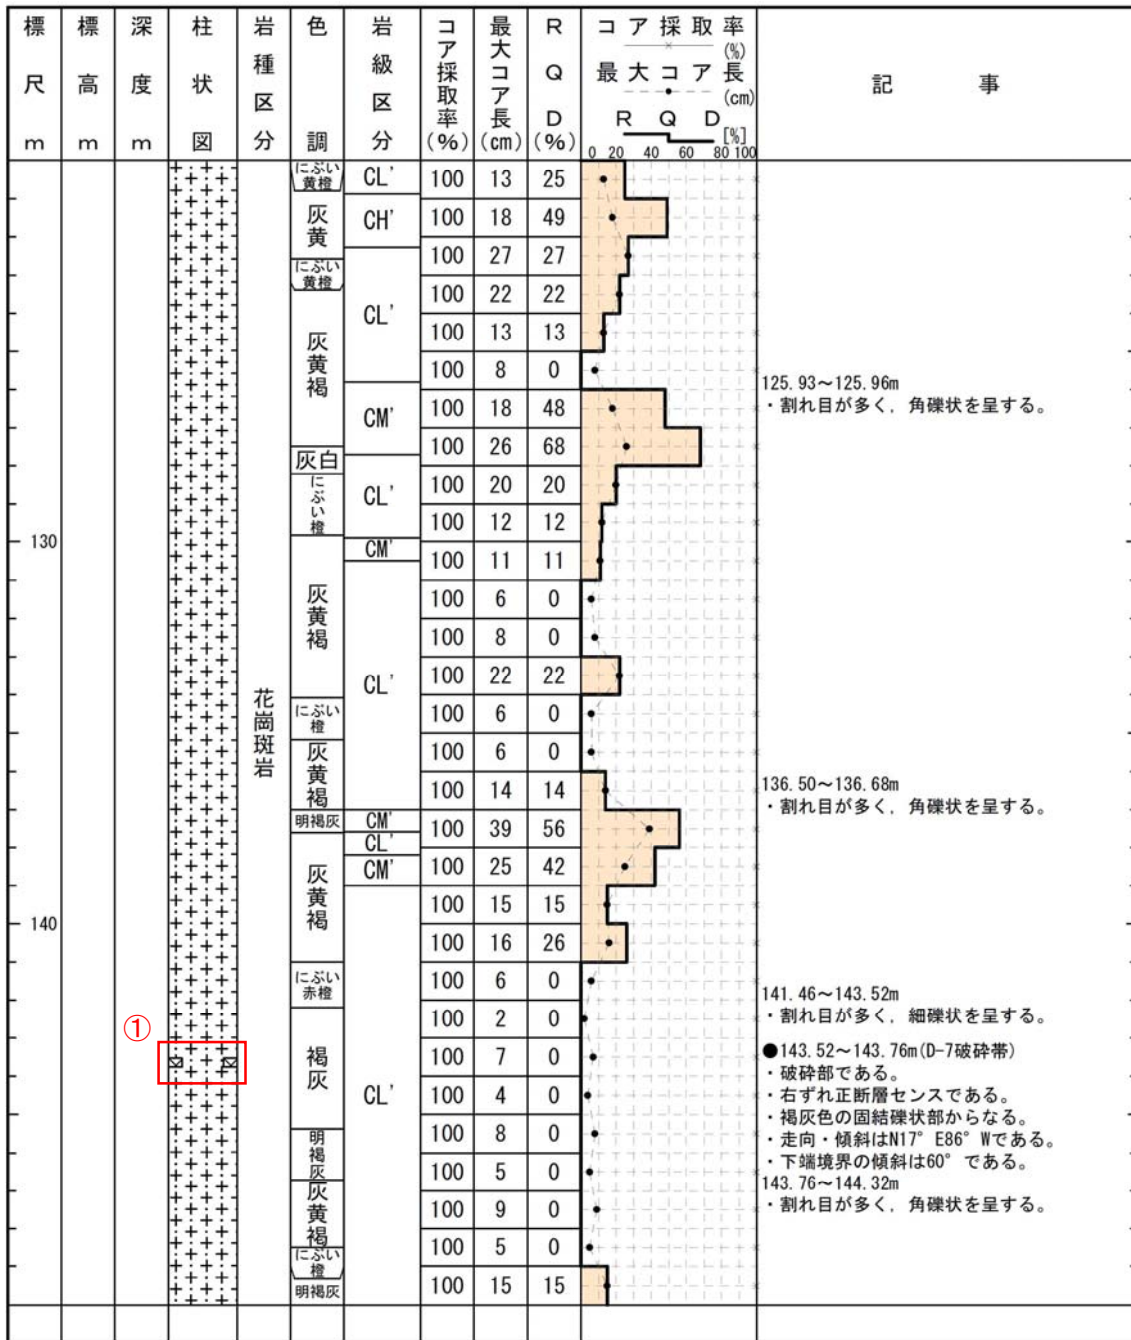 標尺m
標高m
深度m
柱状図
岩種区分
色調
岩級区分
コア採取率(%)
最大コア長(cm)
RQD(%)
コア採取率
(%)
最大コア長
(cm)
RQD
[%]
0 20 40 60 80 100
記事
にぶい黄橙 CL' 100 13 25
灰黄 CH' 100 18 49
100 27 27
にぶい黄橙
100 22 22
CL'
100 13 13
灰黄褐
100 8 0
125.93~125.96m
・割れ目が多く,角礫状を呈する。
CM' 100 18 48
100 26 68
灰白
CL' 100 20 20
にぶい橙
100 12 12
130
CM'
100 11 11
灰黄褐
100 6 0
100 8 0
CL' 100 22 22
花崗斑岩
にぶい橙 100 6 0
灰黄褐 100 6 0
100 14 14
136.50~136.68m
・割れ目が多く,角礫状を呈する。
明褐灰 CM' 100 39 56
CL'
灰黄褐 CM' 100 25 42
100 15 15
140
100 16 26
にぶい赤橙 100 6 0
141.46~143.52m
・割れ目が多く,細礫状を呈する。
100 2 0
①
褐灰 100 7 0
●143.52~143.76m(D-7破砕帯)
・破砕部である。
・右ずれ正断層センスである。
・褐灰色の固結礫状部からなる。
・走向・傾斜はN17°E86°Wである。
・下端境界の傾斜は60°である。
CL' 100 4 0
明褐灰 100 8 0
100 5 0
143.76~144.32m
・割れ目が多く,角礫状を呈する。
灰黄褐 100 9 0
にぶい橙 100 5 0
明褐灰 100 15 15